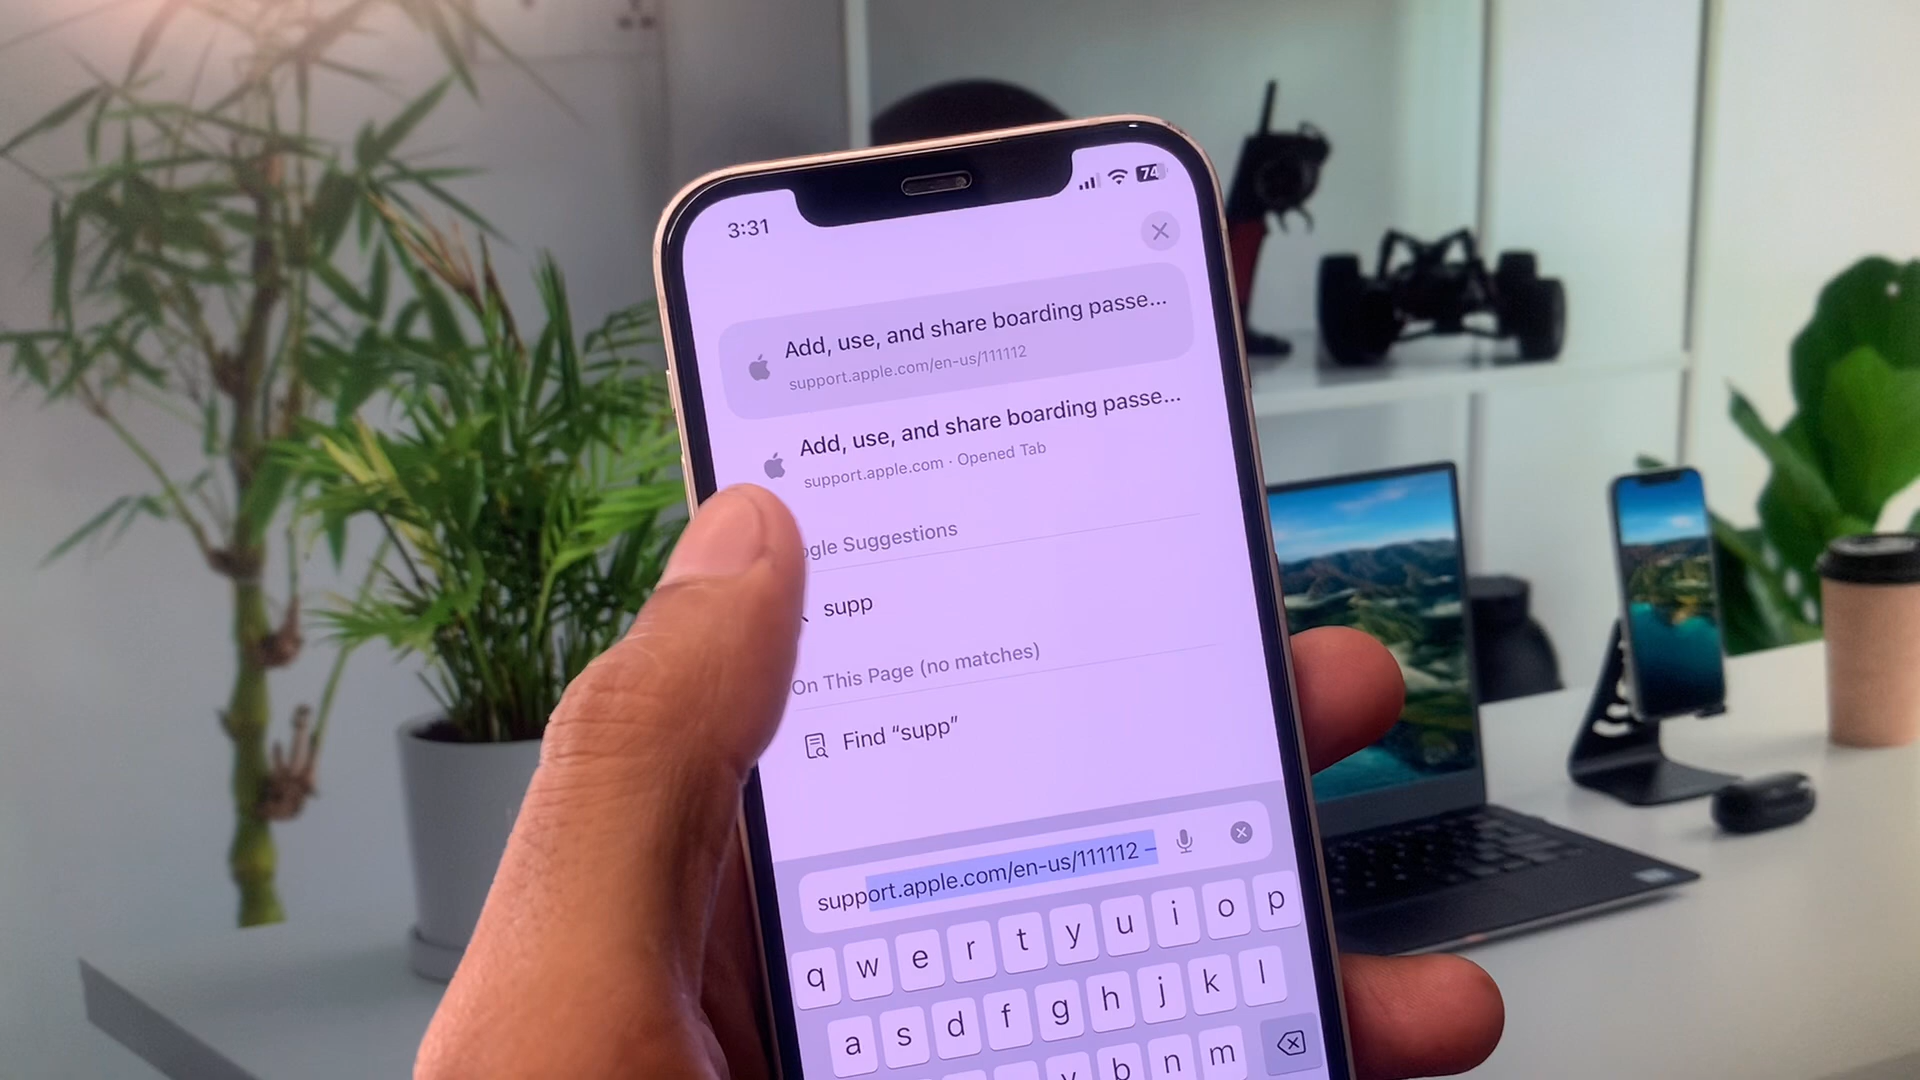 3:31
74
Add, use, and share boarding passe...
support.apple.com/en-us/111112
Add, use, and share boarding passe...
support.apple.com · Opened Tab
ogle Suggestions
supp
On This Page (no matches)
Find “supp”
support.apple.com/en-us/111112 –
q w e r t y u i o p
a s d f g h j k l
v b n m